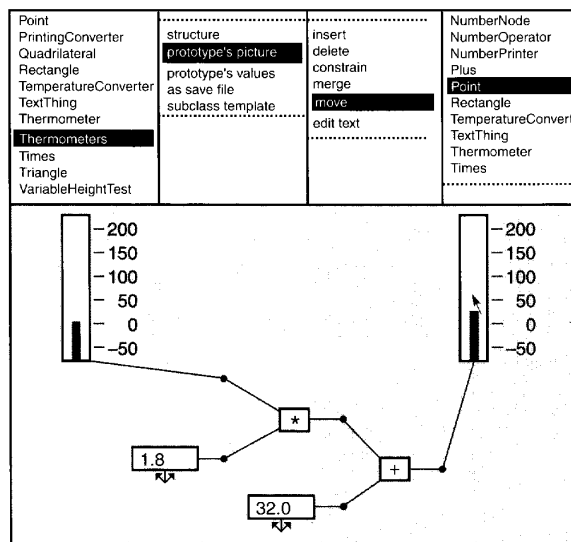 Point
PrintingConverter
Quadrilateral
Rectangle
TemperatureConverter
TextThing
Thermometer
Thermometers
Times
Triangle
VariableHeightTest
structure
prototype's picture
prototype's values
as save file
subclass template
insert
delete
constrain
merge
move
edit text
NumberNode
NumberOperator
NumberPrinter
Plus
Point
Rectangle
TemperatureConvert
TextThing
Thermometer
Times
200
150
100
50
0
-50
200
150
100
50
0
-50
*
1.8
+
32.0